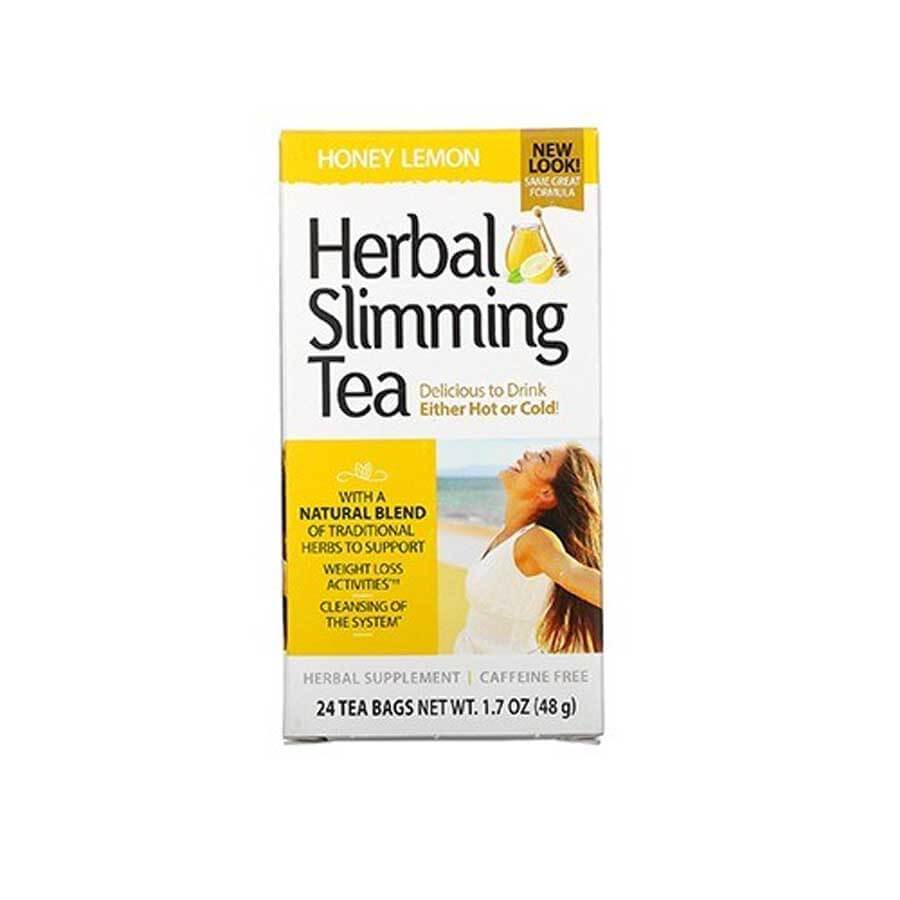 HONEY LEMON
NEW
LOOK!
SAME GREAT
FORMULA
Herbal
Slimming
Tea
Delicious to Drink
Either Hot or Cold!
WITH A
NATURAL BLEND
OF TRADITIONAL
HERBS TO SUPPORT
WEIGHT LOSS
ACTIVITIES*††
CLEANSING OF
THE SYSTEM*
HERBAL SUPPLEMENT | CAFFEINE FREE
24 TEA BAGS NET WT. 1.7 OZ (48 g)